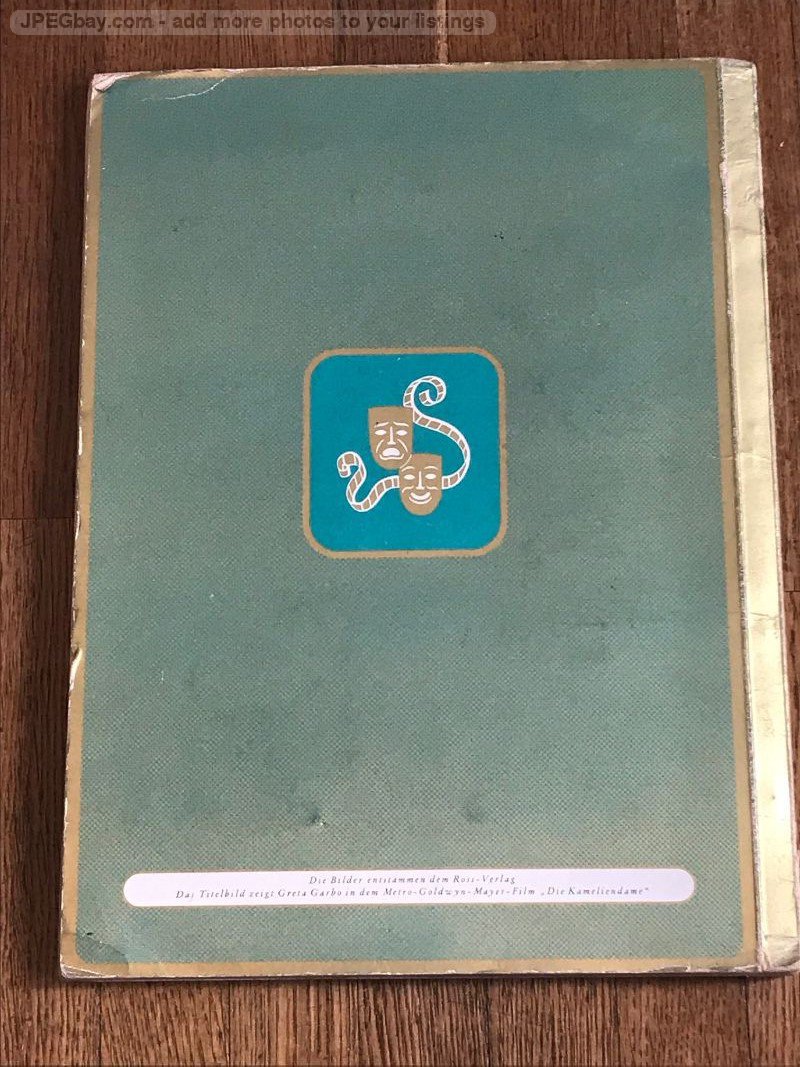 JPEGbay.com - add more photos to your listings
Die Bilder entstammen dem Ross-Verlag
Das Titelbild zeigt Greta Garbo in dem Metro-Goldwyn-Mayer-Film „Die Kameliendame“